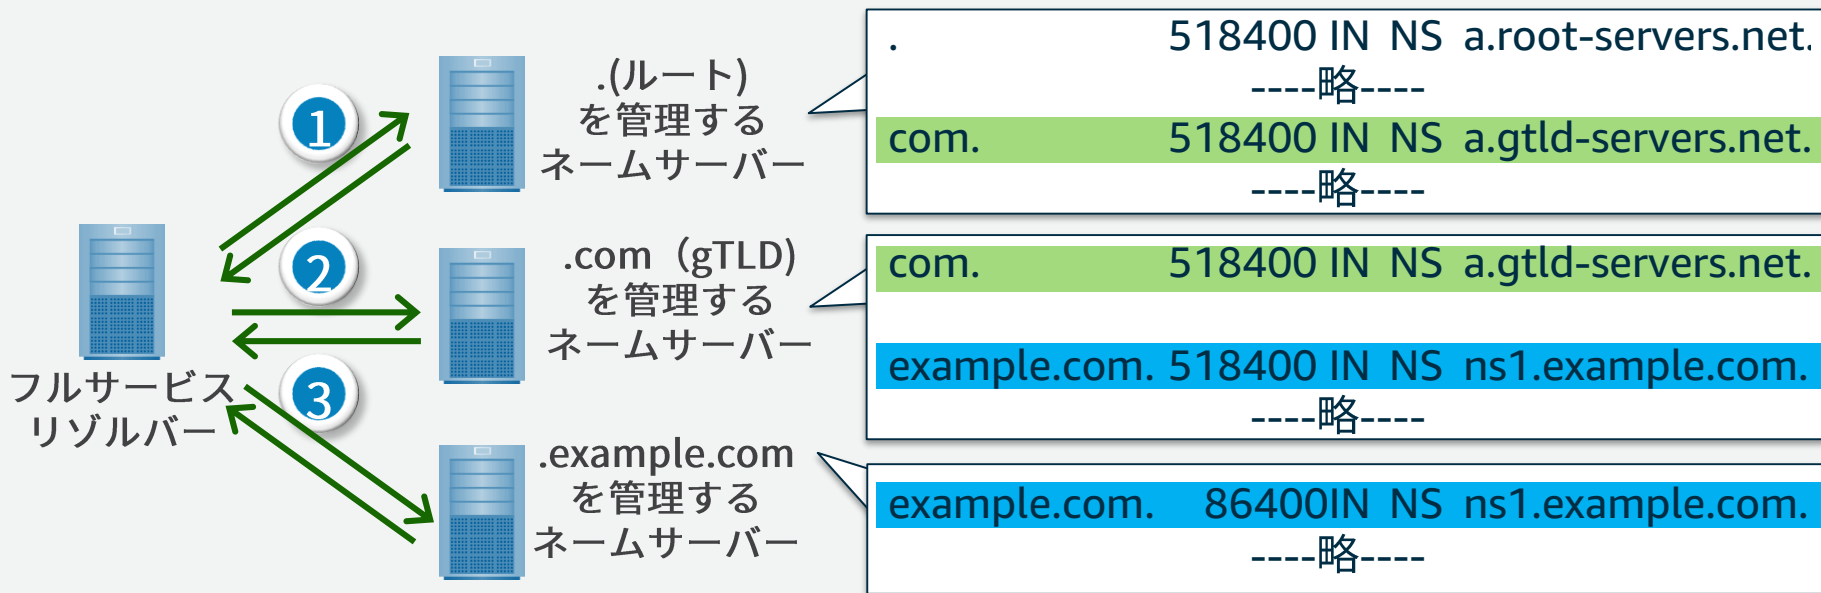 フルサービス
リゾルバー
1
.(ルート)
を管理する
ネームサーバー
. 518400 IN NS a.root-servers.net.
----略----
com. 518400 IN NS a.gtld-servers.net.
----略----
2
.com（gTLD)
を管理する
ネームサーバー
com. 518400 IN NS a.gtld-servers.net.
example.com. 518400 IN NS ns1.example.com.
----略----
3
.example.com
を管理する
ネームサーバー
example.com. 86400IN NS ns1.example.com.
----略----